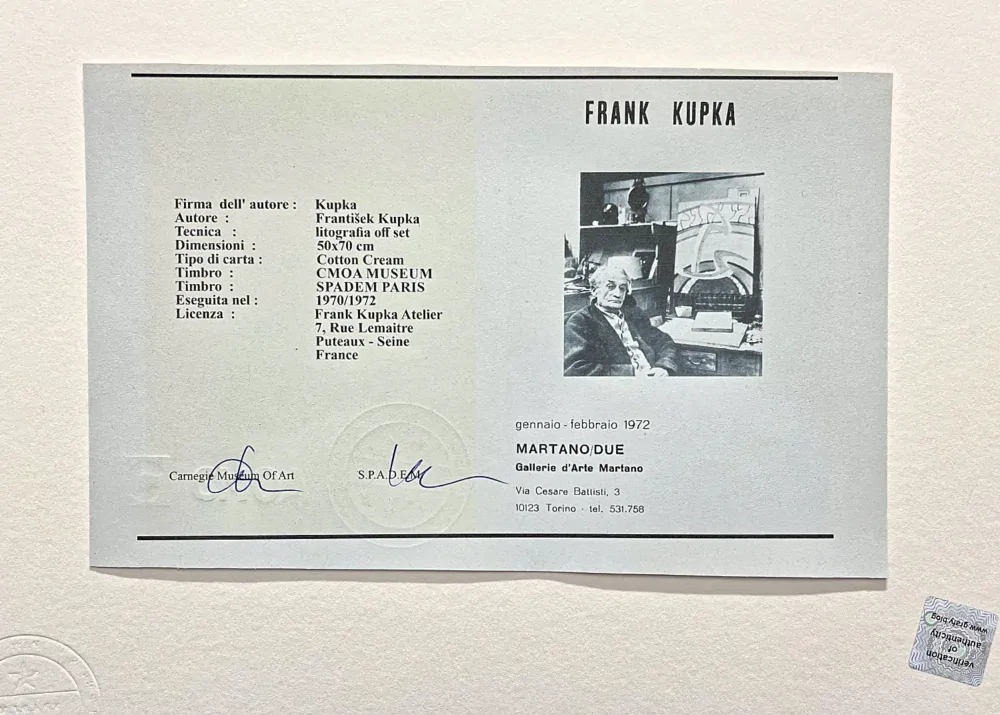 FRANK KUPKA
Firma dell' autore : Kupka
Autore : František Kupka
Tecnica : litografia off set
Dimensioni : 50x70 cm
Tipo di carta : Cotton Cream
Timbro : CMOA MUSEUM
Timbro : SPADEM PARIS
Eseguita nel : 1970/1972
Licenza : Frank Kupka Atelier
7, Rue Lemaitre
Puteaux - Seine
France
Carnegie Museum Of Art
S.P.A.D.E.M
gennaio - febbraio 1972
MARTANO/DUE
Gallerie d'Arte Martano
Via Cesare Battisti, 3
10123 Torino · tel. 531.758
verification
of
authenticity
www.grafy.blog